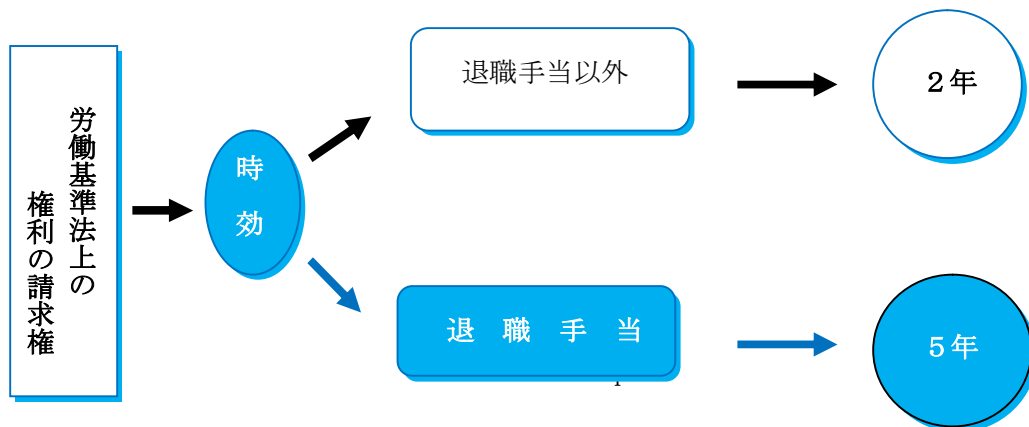 労働基準法上の
権利の請求権
時
効
退職手当以外
２年
退 職 手 当
５年